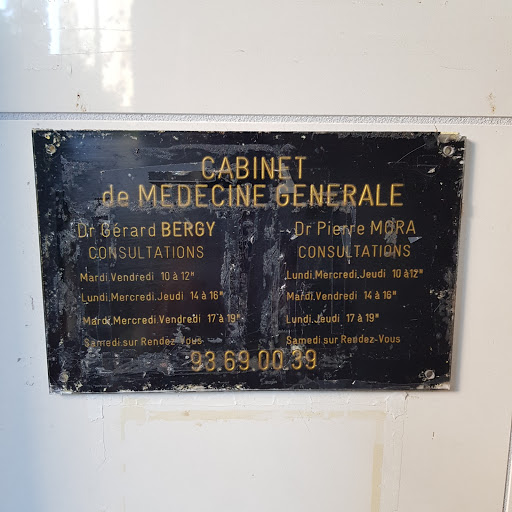 CABINET
de MEDECINE GENERALE
Dr Gérard BERGY
CONSULTATIONS
Mardi.Vendredi 10 à 12ʰ
Lundi.Mercredi.Jeudi 14 à 16ʰ
Mardi.Mercredi.Vendredi 17 à 19ʰ
Samedi sur Rendez-Vous
Dr Pierre MORA
CONSULTATIONS
Lundi.Mercredi.Jeudi 10 à 12ʰ
Mardi.Vendredi 14 à 16ʰ
Lundi.Jeudi 17 à 19ʰ
Samedi sur Rendez-Vous
93.69.00.39